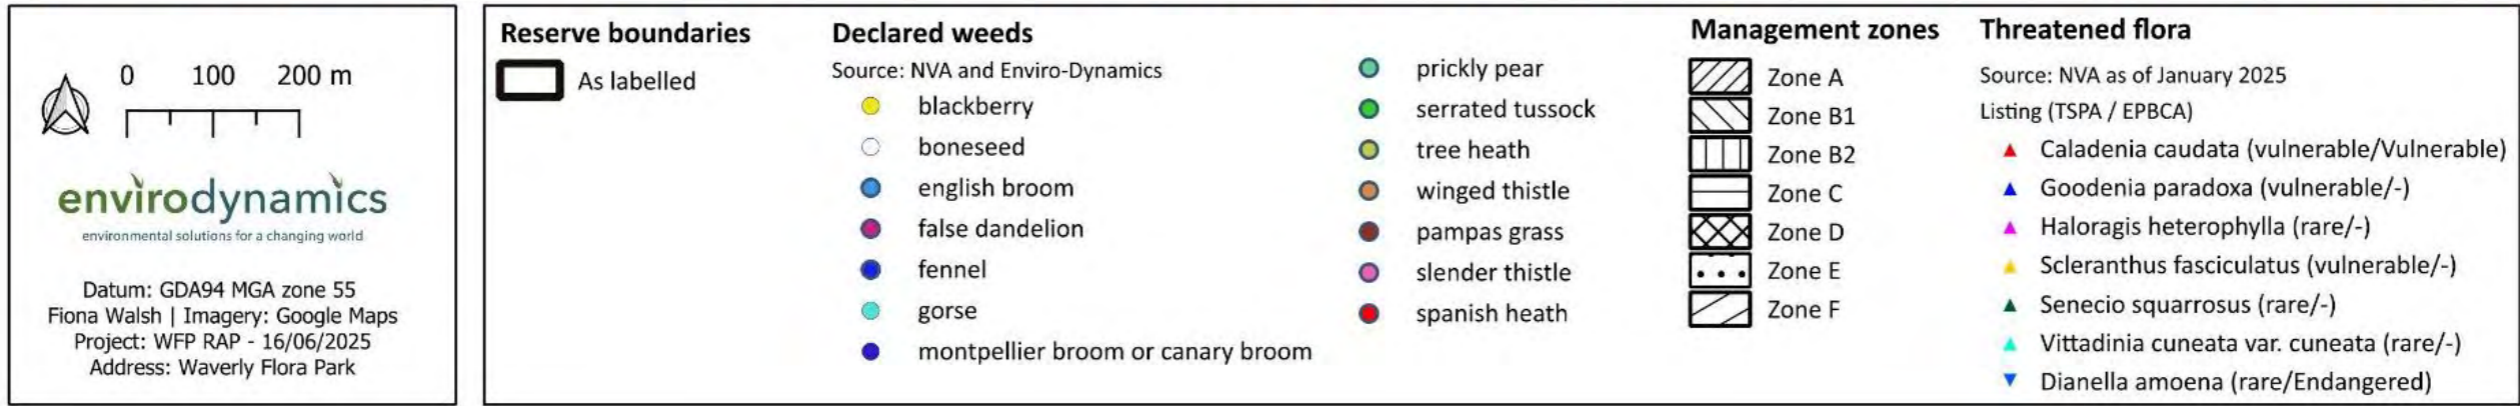 0 100 200 m
envirodynamics
environmental solutions for a changing world
Datum: GDA94 MGA zone 55
Fiona Walsh | Imagery: Google Maps
Project: WFP RAP - 16/06/2025
Address: Waverly Flora Park
Reserve boundaries
As labelled
Declared weeds
Source: NVA and Enviro-Dynamics
blackberry
boneseed
english broom
false dandelion
fennel
gorse
montpellier broom or canary broom
prickly pear
serrated tussock
tree heath
winged thistle
pampas grass
slender thistle
spanish heath
Management zones
Zone A
Zone B1
Zone B2
Zone C
Zone D
Zone E
Zone F
Threatened flora
Source: NVA as of January 2025
Listing (TSPA / EPBCA)
Caladenia caudata (vulnerable/Vulnerable)
Goodenia paradoxa (vulnerable/-)
Haloragis heterophylla (rare/-)
Scleranthus fasciculatus (vulnerable/-)
Senecio squarrosus (rare/-)
Vittadinia cuneata var. cuneata (rare/-)
Dianella amoena (rare/Endangered)